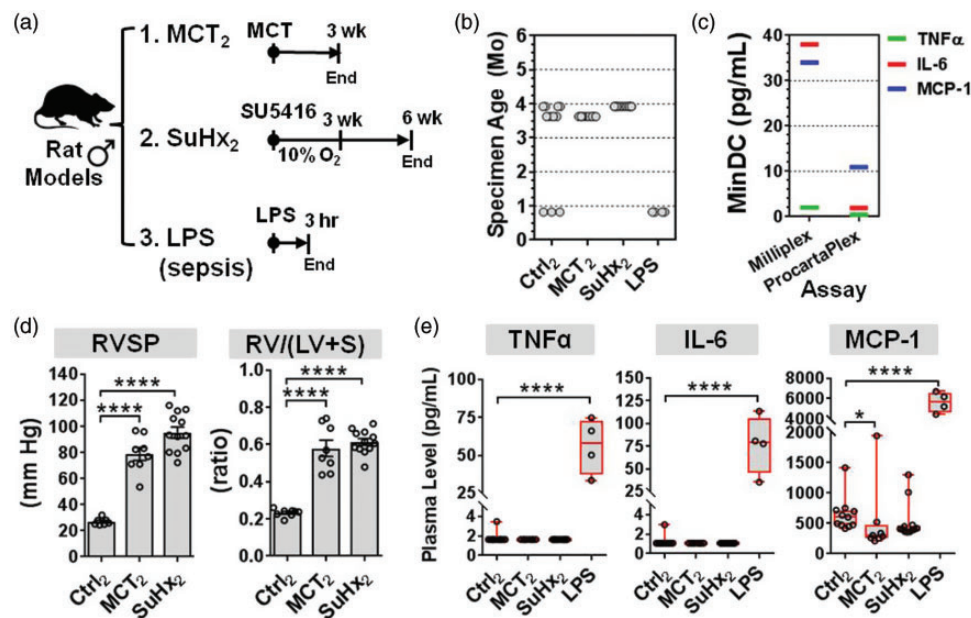 (a)
1. MCT₂
MCT
3 wk
End
Rat ♂
Models
2. SuHx₂
SU5416
3 wk
6 wk
10% O₂
End
3. LPS
(sepsis)
LPS
3 hr
End
(b)
Specimen Age (Mo)
6
5
4
3
2
1
0
Ctrl₂
MCT₂
SuHx₂
LPS
(c)
MinDC (pg/mL)
40
30
20
10
0
Milliplex
ProcartaPlex
Assay
TNFα
IL-6
MCP-1
(d)
RVSP
(mm Hg)
120
100
80
60
40
20
0
****
****
Ctrl₂
MCT₂
SuHx₂
RV/(LV+S)
(ratio)
1.0
0.8
0.6
0.4
0.2
0.0
****
****
Ctrl₂
MCT₂
SuHx₂
(e)
Plasma Level (pg/mL)
TNFα
100
75
50
25
6
4
2
0
****
Ctrl₂
MCT₂
SuHx₂
LPS
IL-6
150
125
100
75
50
25
6
4
2
0
****
Ctrl₂
MCT₂
SuHx₂
LPS
MCP-1
8000
6000
4000
2000
1500
1000
500
0
****
*
Ctrl₂
MCT₂
SuHx₂
LPS